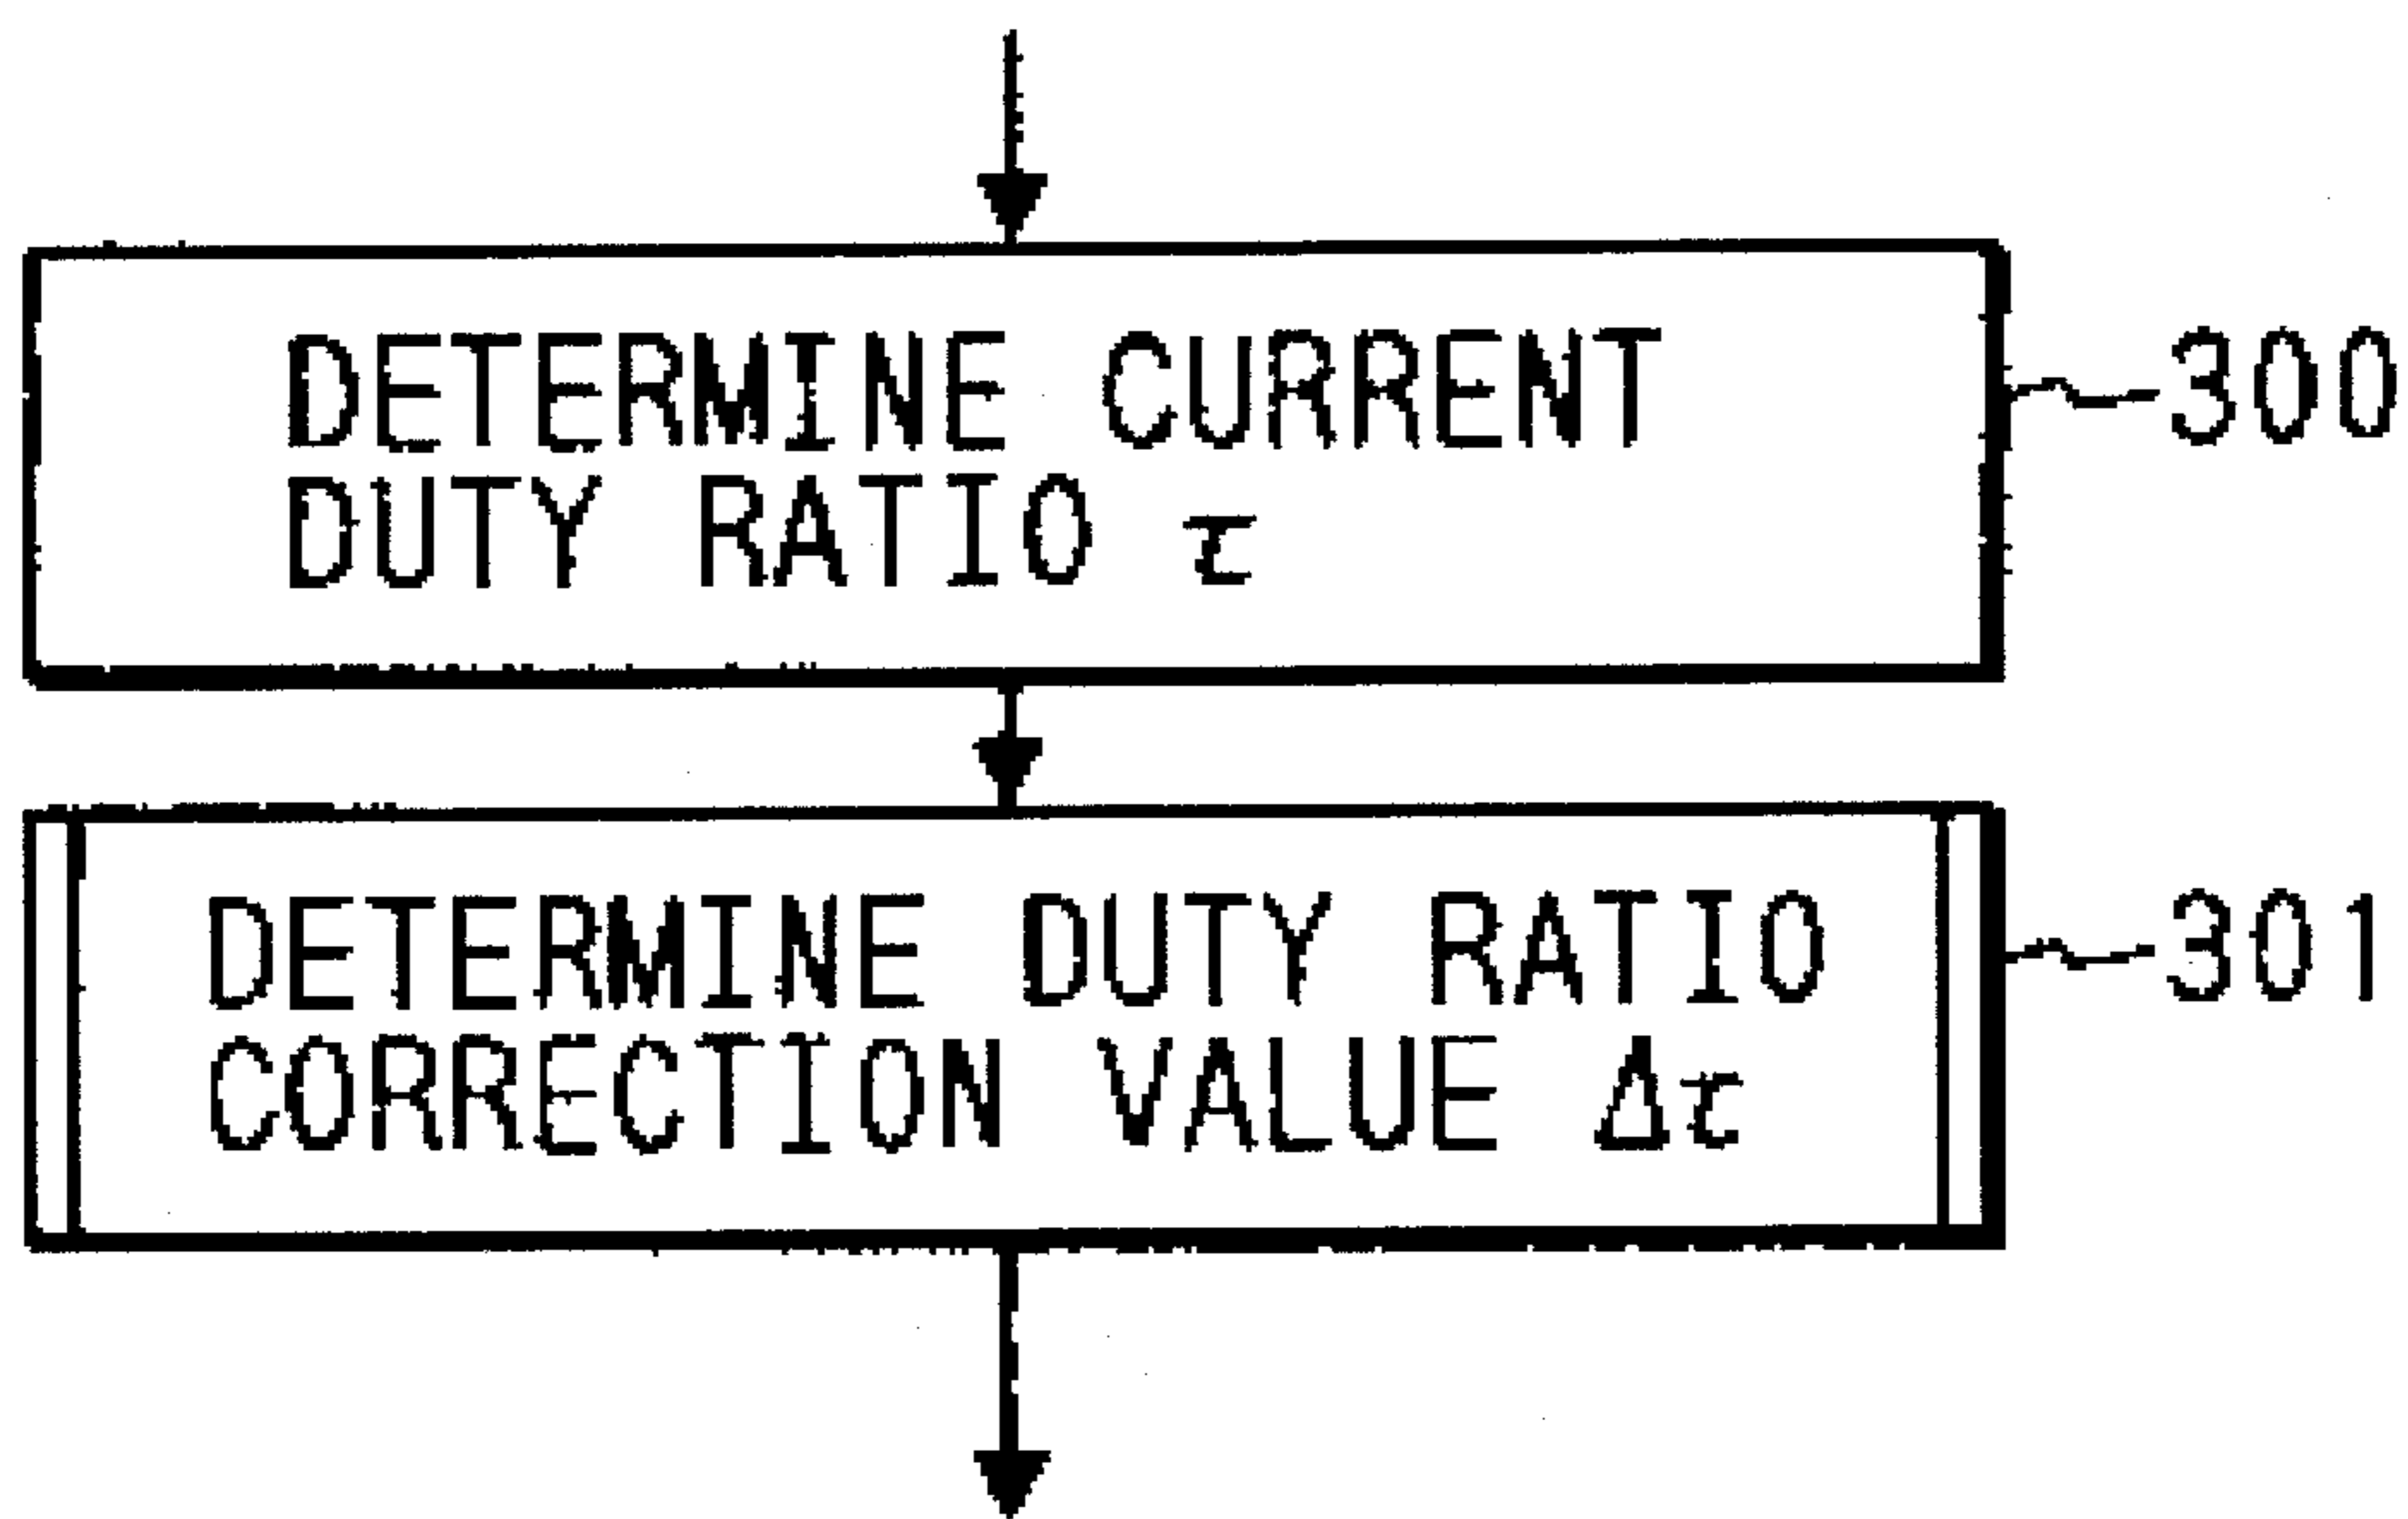 DETERMINE CURRENT
DUTY RATIO τ
300
DETERMINE DUTY RATIO
CORRECTION VALUE Δτ
301